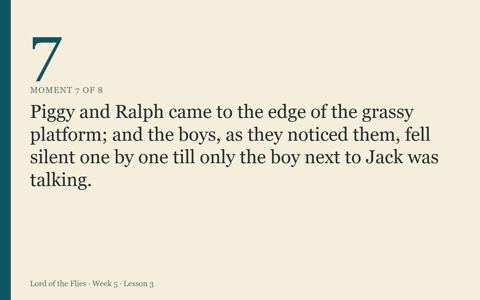 7
MOMENT 7 OF 8
Piggy and Ralph came to the edge of the grassy
platform; and the boys, as they noticed them, fell
silent one by one till only the boy next to Jack was
talking.
Lord of the Flies · Week 5 · Lesson 3